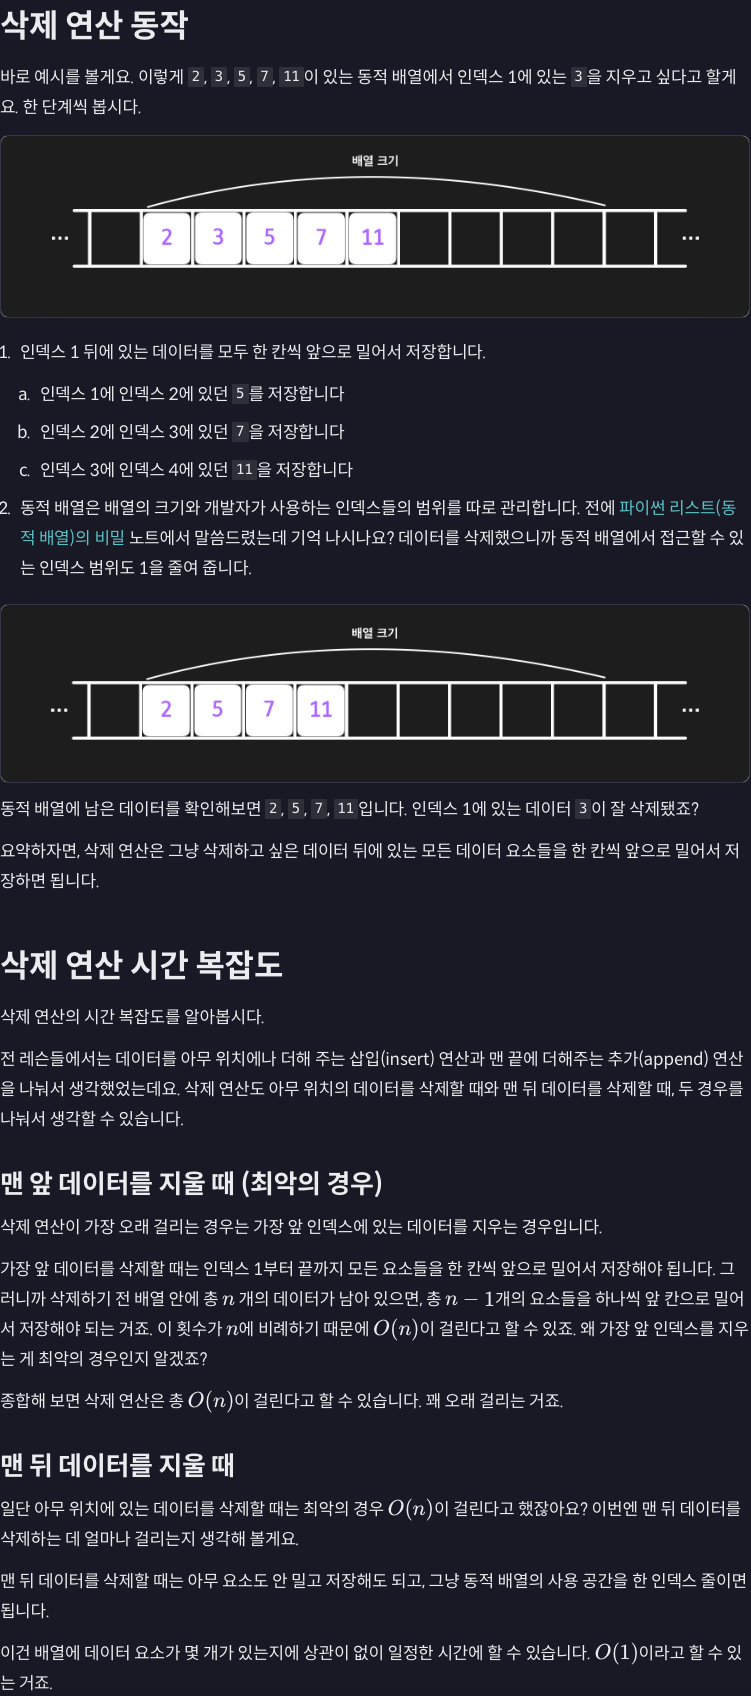 삭제 연산 동작
바로 예시를 볼게요. 이렇게 2, 3, 5, 7, 11이 있는 동적 배열에서 인덱스 1에 있는 3을 지우고 싶다고 할게
요. 한 단계씩 봅시다.
배열 크기
... 2 3 5 7 11 ...
1. 인덱스 1 뒤에 있는 데이터를 모두 한 칸씩 앞으로 밀어서 저장합니다.
a. 인덱스 1에 인덱스 2에 있던 5를 저장합니다
b. 인덱스 2에 인덱스 3에 있던 7을 저장합니다
c. 인덱스 3에 인덱스 4에 있던 11을 저장합니다
2. 동적 배열은 배열의 크기와 개발자가 사용하는 인덱스들의 범위를 따로 관리합니다. 전에 파이썬 리스트(동
적 배열)의 비밀 노트에서 말씀드렸는데 기억 나시나요? 데이터를 삭제했으니까 동적 배열에서 접근할 수 있
는 인덱스 범위도 1을 줄여 줍니다.
배열 크기
... 2 5 7 11 ...
동적 배열에 남은 데이터를 확인해보면 2, 5, 7, 11입니다. 인덱스 1에 있는 데이터 3이 잘 삭제됐죠?
요약하자면, 삭제 연산은 그냥 삭제하고 싶은 데이터 뒤에 있는 모든 데이터 요소들을 한 칸씩 앞으로 밀어서 저
장하면 됩니다.
삭제 연산 시간 복잡도
삭제 연산의 시간 복잡도를 알아봅시다.
전 레슨들에서는 데이터를 아무 위치에나 더해 주는 삽입(insert) 연산과 맨 끝에 더해주는 추가(append) 연산
을 나눠서 생각했었는데요. 삭제 연산도 아무 위치의 데이터를 삭제할 때와 맨 뒤 데이터를 삭제할 때, 두 경우를
나눠서 생각할 수 있습니다.
맨 앞 데이터를 지울 때 (최악의 경우)
삭제 연산이 가장 오래 걸리는 경우는 가장 앞 인덱스에 있는 데이터를 지우는 경우입니다.
가장 앞 데이터를 삭제할 때는 인덱스 1부터 끝까지 모든 요소들을 한 칸씩 앞으로 밀어서 저장해야 됩니다. 그
러니까 삭제하기 전 배열 안에 총 n 개의 데이터가 남아 있으면, 총 n − 1개의 요소들을 하나씩 앞 칸으로 밀어
서 저장해야 되는 거죠. 이 횟수가 n에 비례하기 때문에 O(n)이 걸린다고 할 수 있죠. 왜 가장 앞 인덱스를 지우
는 게 최악의 경우인지 알겠죠?
종합해 보면 삭제 연산은 총 O(n)이 걸린다고 할 수 있습니다. 꽤 오래 걸리는 거죠.
맨 뒤 데이터를 지울 때
일단 아무 위치에 있는 데이터를 삭제할 때는 최악의 경우 O(n)이 걸린다고 했잖아요? 이번엔 맨 뒤 데이터를
삭제하는 데 얼마나 걸리는지 생각해 볼게요.
맨 뒤 데이터를 삭제할 때는 아무 요소도 안 밀고 저장해도 되고, 그냥 동적 배열의 사용 공간을 한 인덱스 줄이면
됩니다.
이건 배열에 데이터 요소가 몇 개가 있는지에 상관이 없이 일정한 시간에 할 수 있습니다. O(1)이라고 할 수 있
는 거죠.